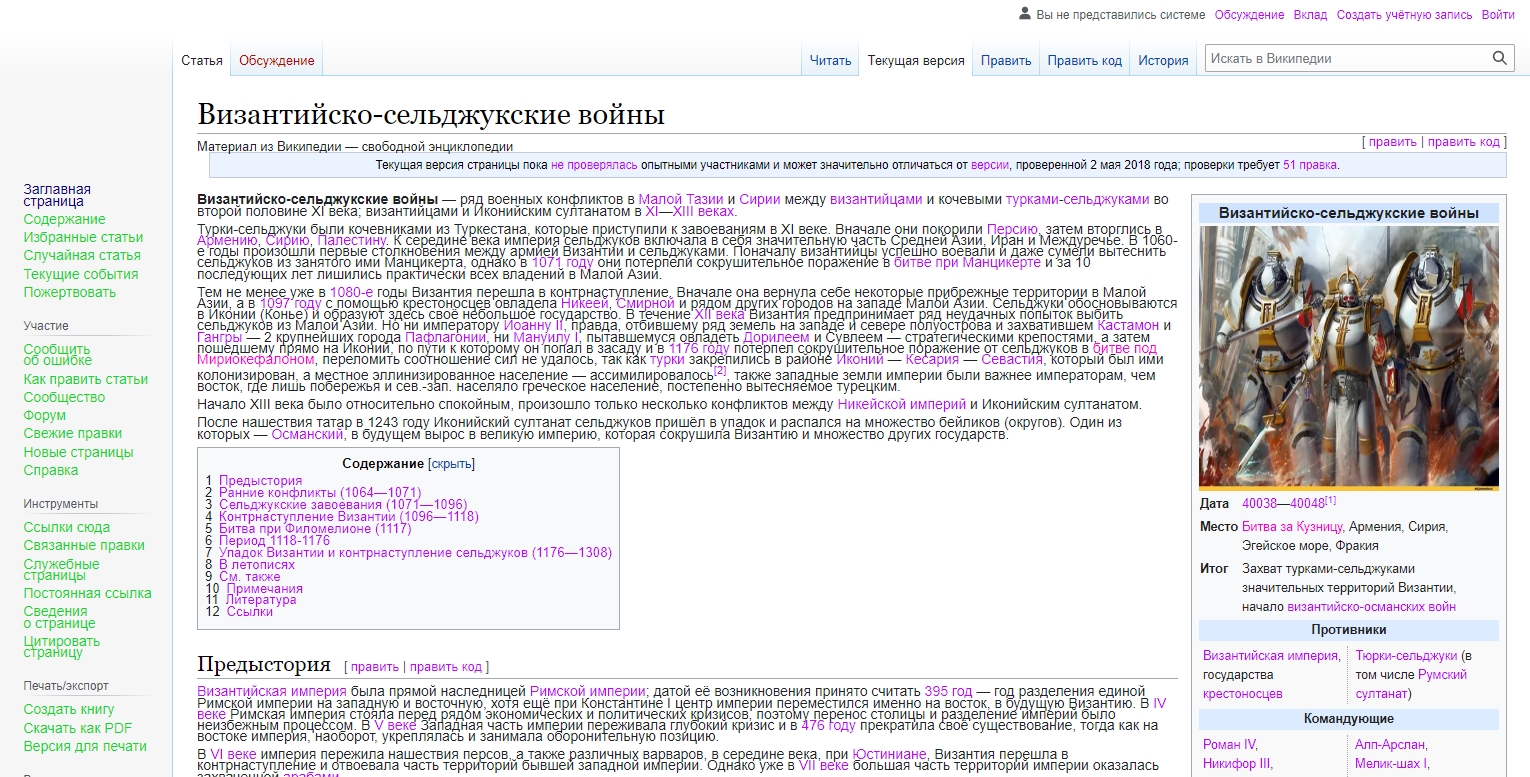 Вы не представились системе Обсуждение Вклад Создать учётную запись Войти
Статья Обсуждение Читать Текущая версия Править Править код История Искать в Википедии
Византийско-сельджукские войны
Материал из Википедии — свободной энциклопедии
[ править | править код ]
Текущая версия страницы пока не проверялась опытными участниками и может значительно отличаться от версии, проверенной 2 мая 2018 года; проверки требует 51 правка.
Заглавная
страница
Содержание
Избранные статьи
Случайная статья
Текущие события
Пожертвовать
Участие
Сообщить
об ошибке
Как править статьи
Сообщество
Форум
Свежие правки
Новые страницы
Справка
Инструменты
Ссылки сюда
Связанные правки
Служебные
страницы
Постоянная ссылка
Сведения
о странице
Цитировать
страницу
Печать/экспорт
Создать книгу
Скачать как PDF
Версия для печати
Византийско-сельджукские войны — ряд военных конфликтов в Малой Тазии и Сирии между византийцами и кочевыми турками-сельджуками во
второй половине XI века; византийцами и Иконийским султанатом в XI—XIII веках.
Турки-сельджуки были кочевниками из Туркестана, которые приступили к завоеваниям в XI веке. Вначале они покорили Персию, затем вторглись в
Армению, Сирию, Палестину. К середине века империя сельджуков включала в себя значительную часть Средней Азии, Иран и Междуречье. В 1060-
е годы произошли первые столкновения между армией Византии и сельджуками. Поначалу византийцы успешно воевали и даже сумели вытеснить
сельджуков из занятого ими Манцикерта, однако в 1071 году они потерпели сокрушительное поражение в битве при Манцикерте и за 10
последующих лет лишились практически всех владений в Малой Азии.
Тем не менее уже в 1080-е годы Византия перешла в контрнаступление. Вначале она вернула себе некоторые прибрежные территории в Малой
Азии, а в 1097 году с помощью крестоносцев овладела Никеей, Смирной и рядом других городов на западе Малой Азии. Сельджуки обосновываются
в Иконии (Конье) и образуют здесь своё небольшое государство. В течение XII века Византия предпринимает ряд неудачных попыток выбить
сельджуков из Малой Азии. Но ни императору Иоанну II, правда, отбившему ряд земель на западе и севере полуострова и захватившем Кастамон и
Гангры — 2 крупнейших города Пафлагонии, ни Мануилу I, пытавшемуся овладеть Дорилеем и Сувлеем — стратегическими крепостями, а затем
пошедшему прямо на Иконий, по пути к которому он попал в засаду и в 1176 году потерпел сокрушительное поражение от сельджуков в битве под
Мириокефалоном, переломить соотношение сил не удалось, так как турки закрепились в районе Иконий — Кесария — Севастия, который был ими
колонизирован, а местное эллинизированное население — ассимилировалось[2], также западные земли империи были важнее императорам, чем
восток, где лишь побережья и сев.-зап. населяло греческое население, постепенно вытесняемое турецким.
Начало XIII века было относительно спокойным, произошло только несколько конфликтов между Никейской империй и Иконийским султанатом.
После нашествия татар в 1243 году Иконийский султанат сельджуков пришёл в упадок и распался на множество бейликов (округов). Один из
которых — Османский, в будущем вырос в великую империю, которая сокрушила Византию и множество других государств.
Содержание [скрыть]
1 Предыстория
2 Ранние конфликты (1064—1071)
3 Сельджукские завоевания (1071—1096)
4 Контрнаступление Византии (1096—1118)
5 Битва при Филомелионе (1117)
6 Период 1118-1176
7 Упадок Византии и контрнаступление сельджуков (1176—1308)
8 В летописях
9 См. также
10 Примечания
11 Литература
12 Ссылки
Предыстория [ править | править код ]
Византийская империя была прямой наследницей Римской империи; датой её возникновения принято считать 395 год — год разделения единой
Римской империи на западную и восточную, хотя ещё при Константине I центр империи переместился именно на восток, в будущую Византию. В IV
веке Римская империя стояла перед рядом экономических и политических кризисов; поэтому перенос столицы и разделение империи было
неизбежным процессом. В V веке Западная часть империи переживала глубокий кризис и в 476 году прекратила своё существование, тогда как на
востоке империя, наоборот, укреплялась и занимала оборонительную позицию.
В VI веке империя пережила нашествия персов, а также различных варваров, в середине века, при Юстиниане, Византия перешла в
контрнаступление и отвоевала часть территорий бывшей западной империи. Однако уже в VII веке большая часть территорий империи оказалась
захваченной арабами.
Византийско-сельджукские войны
Дата 40038—40048[1]
Место Битва за Кузницу, Армения, Сирия,
Эгейское море, Фракия
Итог Захват турками-сельджуками
значительных территорий Византии,
начало византийско-османских войн
Противники
Византийская империя,
государства
крестоносцев
Тюрки-сельджуки (в
том числе Румский
султанат)
Командующие
Роман IV,
Никифор III,
Алп-Арслан,
Мелик-шах I,